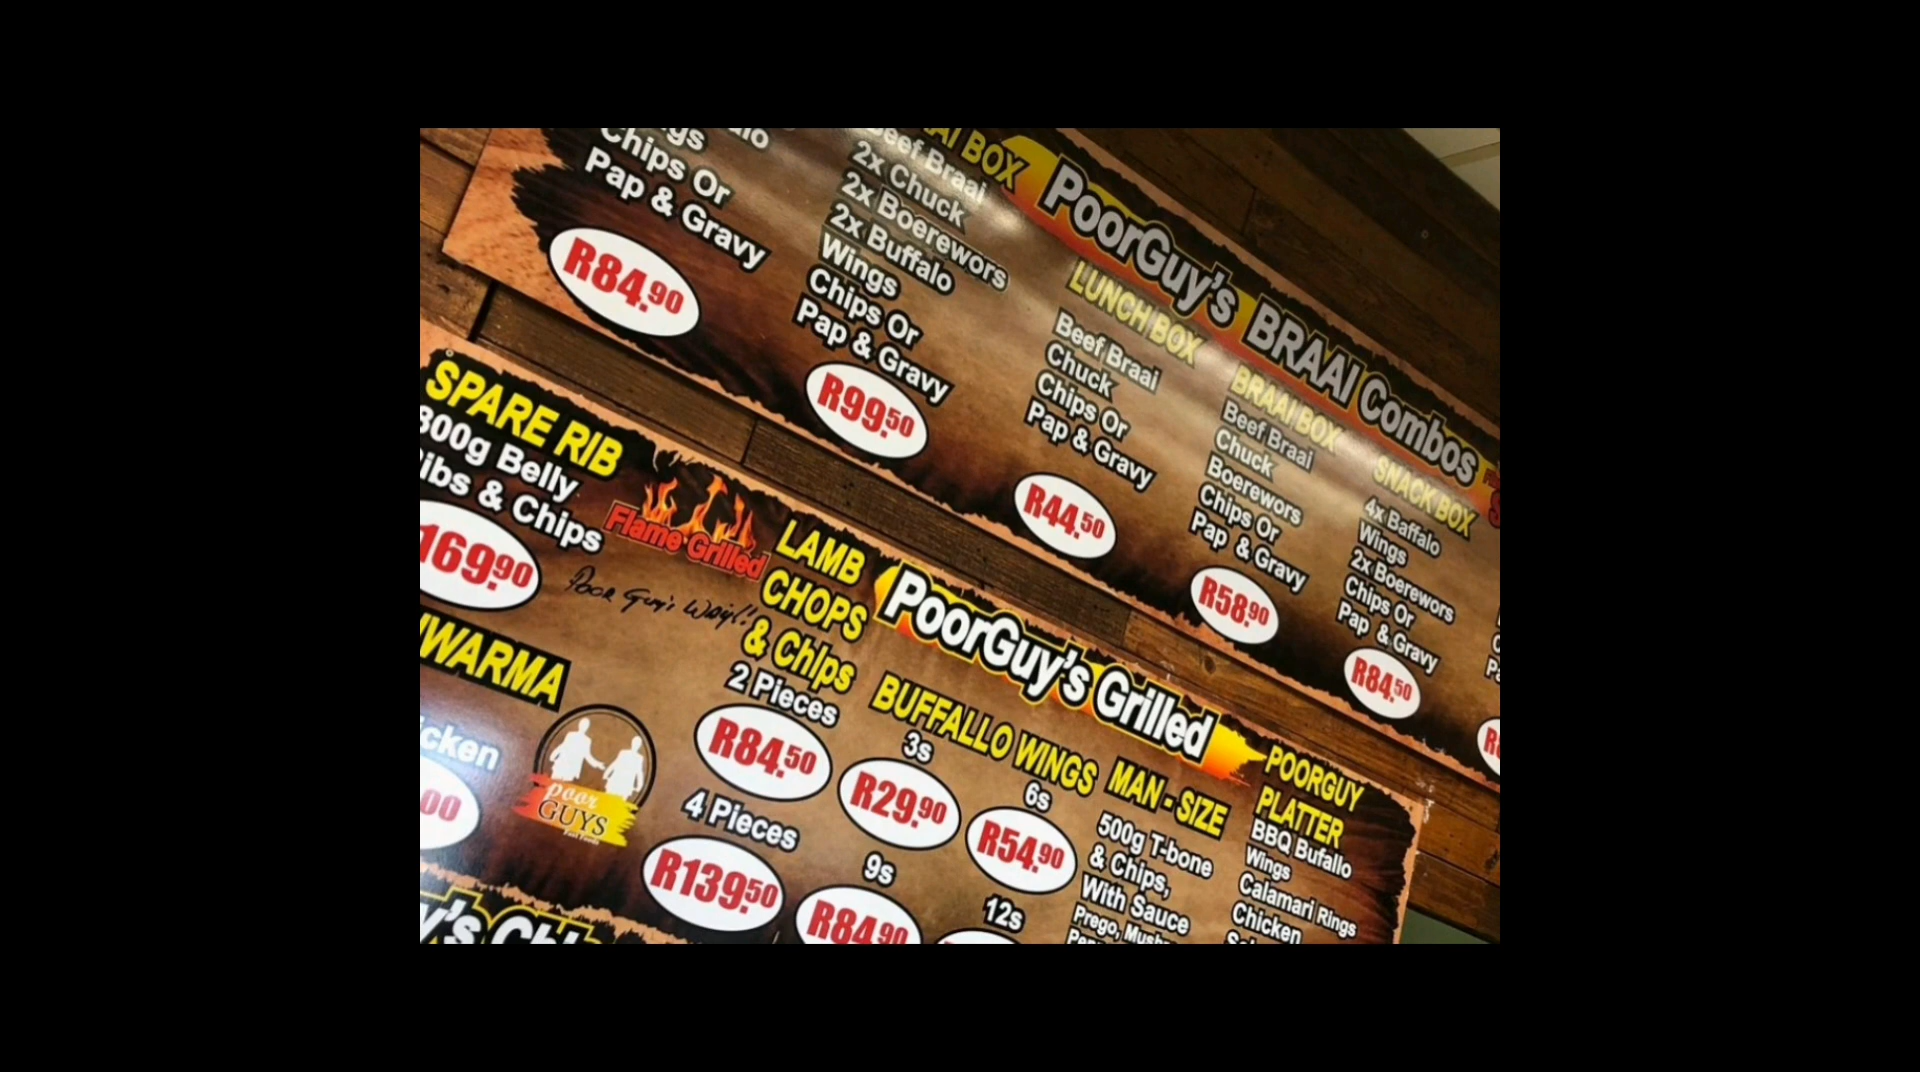 Chips Or
Pap & Gravy
R84.90
BOX
Beef Braai
2x Chuck
2x Boerewors
2x Buffalo
Wings
Chips Or
Pap & Gravy
R99.50
PoorGuy's BRAAI Combos
LUNCH BOX
Beef Braai
Chuck
Chips Or
Pap & Gravy
R44.50
BRAAI BOX
Beef Braai
Chuck
Boerewors
Chips Or
Pap & Gravy
R58.90
SNACK BOX
4x Baffalo
Wings
2x Boerewors
Chips Or
Pap & Gravy
R84.50
SPARE RIB
800g Belly
Ribs & Chips
169.90
Flame Grilled
Poor Guy's Way!!
WARMA
icken
00
poor
GUYS
LAMB
CHOPS
& ChIps
2 Pieces
R84.50
4 Pieces
R139.50
PoorGuy's Grilled
BUFFALLO WINGS
3s
R29.90
6s
R54.90
9s
R84.90
12s
MAN - SIZE
500g T-bone
& Chips,
With Sauce
Prego,
POORGUY
PLATTER
BBQ Bufallo
Wings
Calamari Rings
Chicken
y's